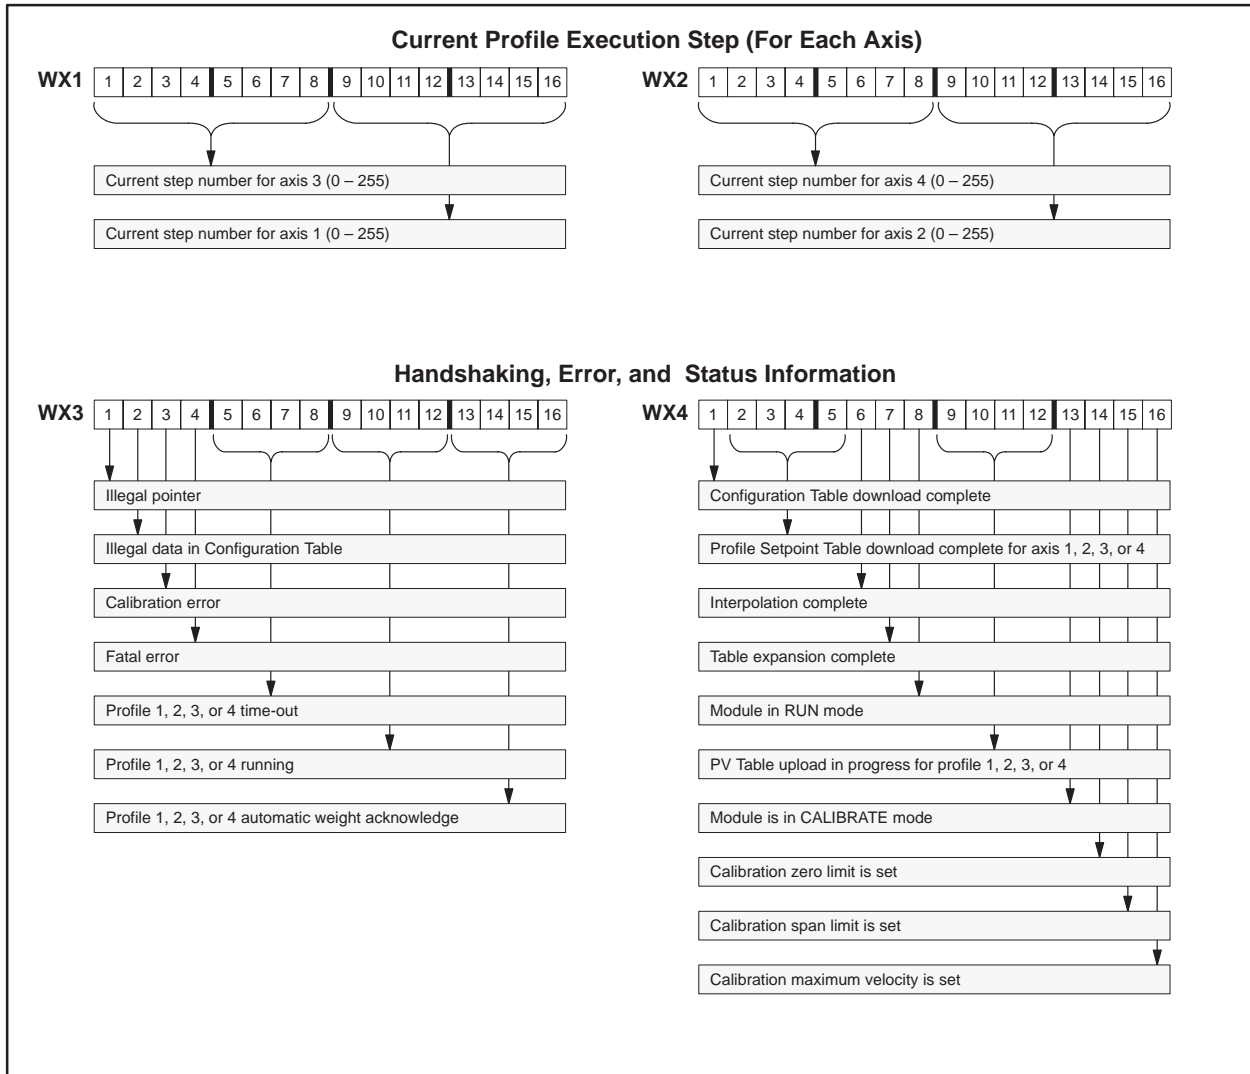 Current Profile Execution Step (For Each Axis)
WX1 1 2 3 4 5 6 7 8 9 10 11 12 13 14 15 16
Current step number for axis 3 (0 – 255)
Current step number for axis 1 (0 – 255)
WX2 1 2 3 4 5 6 7 8 9 10 11 12 13 14 15 16
Current step number for axis 4 (0 – 255)
Current step number for axis 2 (0 – 255)
Handshaking, Error, and Status Information
WX3 1 2 3 4 5 6 7 8 9 10 11 12 13 14 15 16
Illegal pointer
Illegal data in Configuration Table
Calibration error
Fatal error
Profile 1, 2, 3, or 4 time-out
Profile 1, 2, 3, or 4 running
Profile 1, 2, 3, or 4 automatic weight acknowledge
WX4 1 2 3 4 5 6 7 8 9 10 11 12 13 14 15 16
Configuration Table download complete
Profile Setpoint Table download complete for axis 1, 2, 3, or 4
Interpolation complete
Table expansion complete
Module in RUN mode
PV Table upload in progress for profile 1, 2, 3, or 4
Module is in CALIBRATE mode
Calibration zero limit is set
Calibration span limit is set
Calibration maximum velocity is set